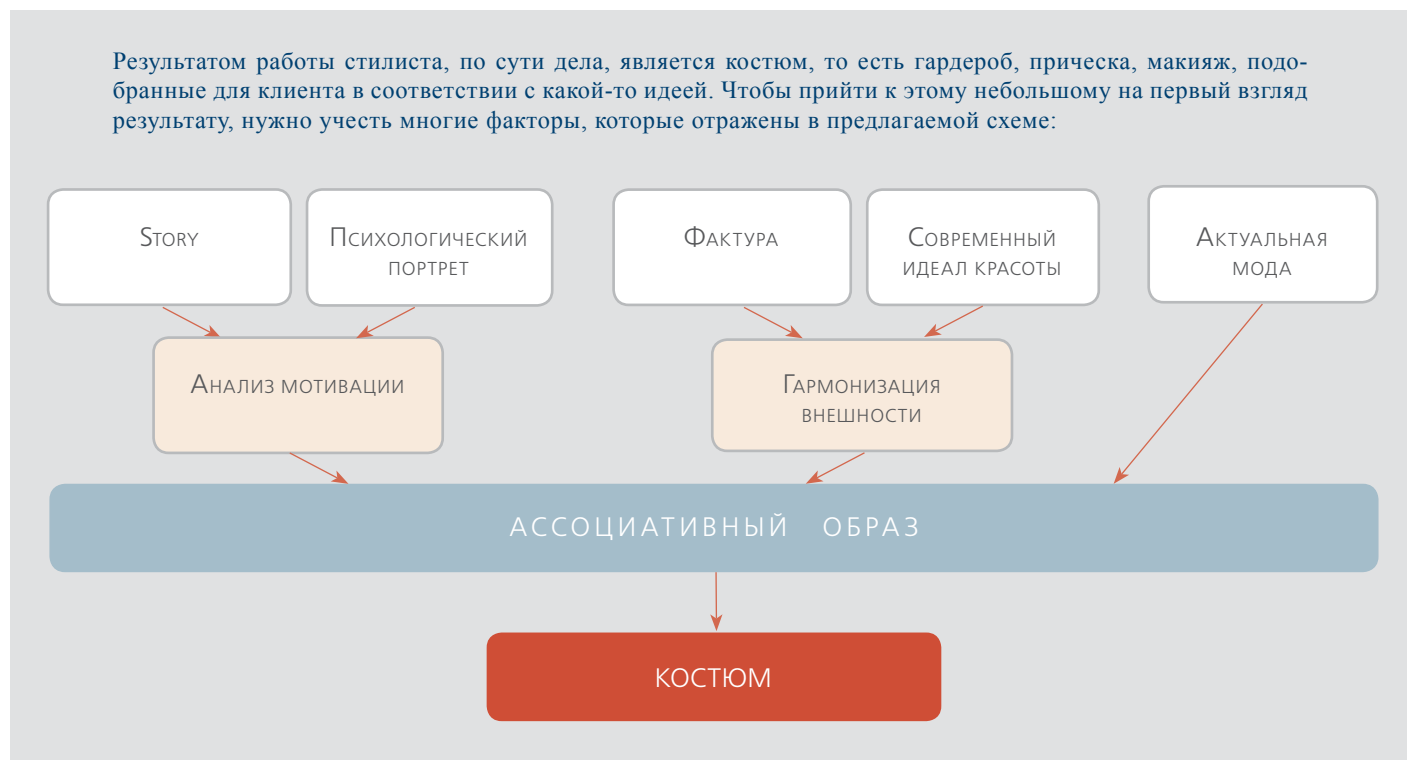 Результатом работы стилиста, по сути дела, является костюм, то есть гардероб, прическа, макияж, подо-
бранные для клиента в соответствии с какой-то идеей. Чтобы прийти к этому небольшому на первый взгляд
результату, нужно учесть многие факторы, которые отражены в предлагаемой схеме:
Story
Психологический
портрет
Фактура
Современный
идеал красоты
Актуальная
мода
Анализ мотивации
Гармонизация
внешности
АССОЦИАТИВНЫЙ ОБРАЗ
КОСТЮМ